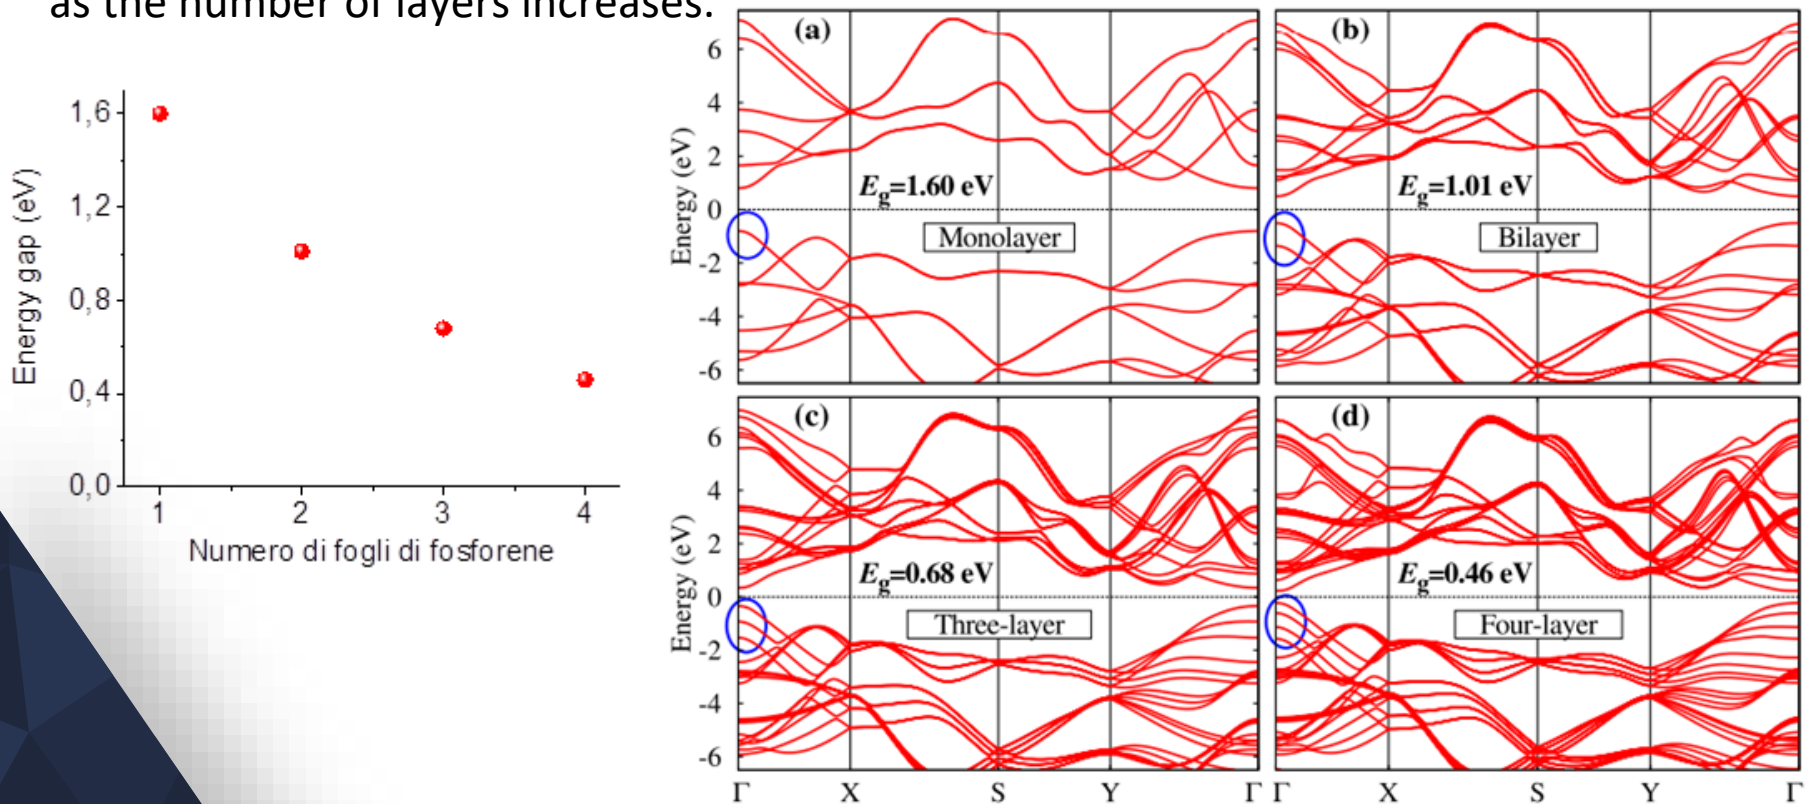 as the number of layers increases.
Energy gap (eV)
1,6
1,2
0,8
0,4
0,0
1 2 3 4
Numero di fogli di fosforene
(a)
Energy (eV)
6
4
2
0
-2
-4
-6
Eg=1.60 eV
Monolayer
(b)
Eg=1.01 eV
Bilayer
(c)
Energy (eV)
6
4
2
0
-2
-4
-6
Eg=0.68 eV
Three-layer
Γ X S Y Γ
(d)
Eg=0.46 eV
Four-layer
X S Y Γ